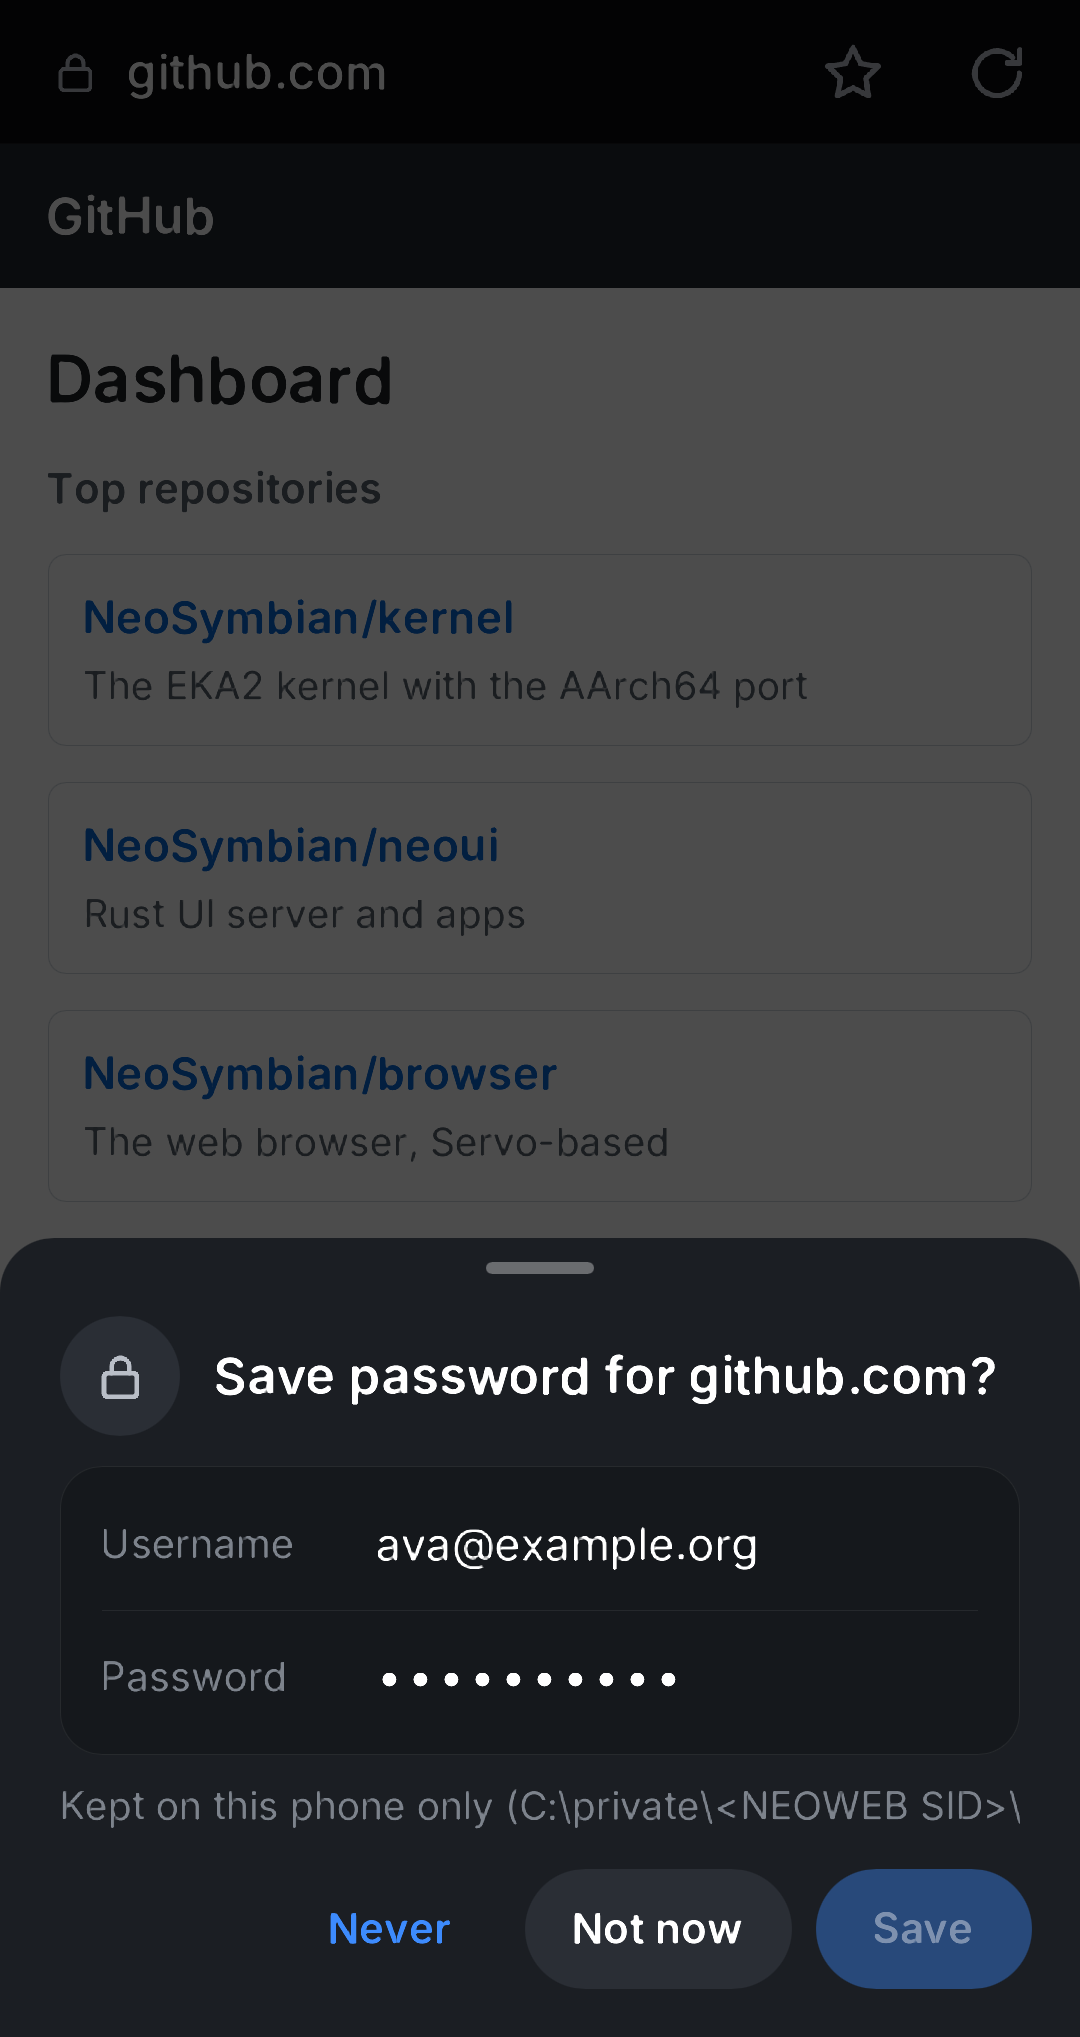 github.com
GitHub
Dashboard
Top repositories
NeoSymbian/kernel
The EKA2 kernel with the AArch64 port
NeoSymbian/neoui
Rust UI server and apps
NeoSymbian/browser
The web browser, Servo-based
Save password for github.com?
Username ava@example.org
Password ••••••••••
Kept on this phone only (C:\private\<NEOWEB SID>\
Never Not now Save